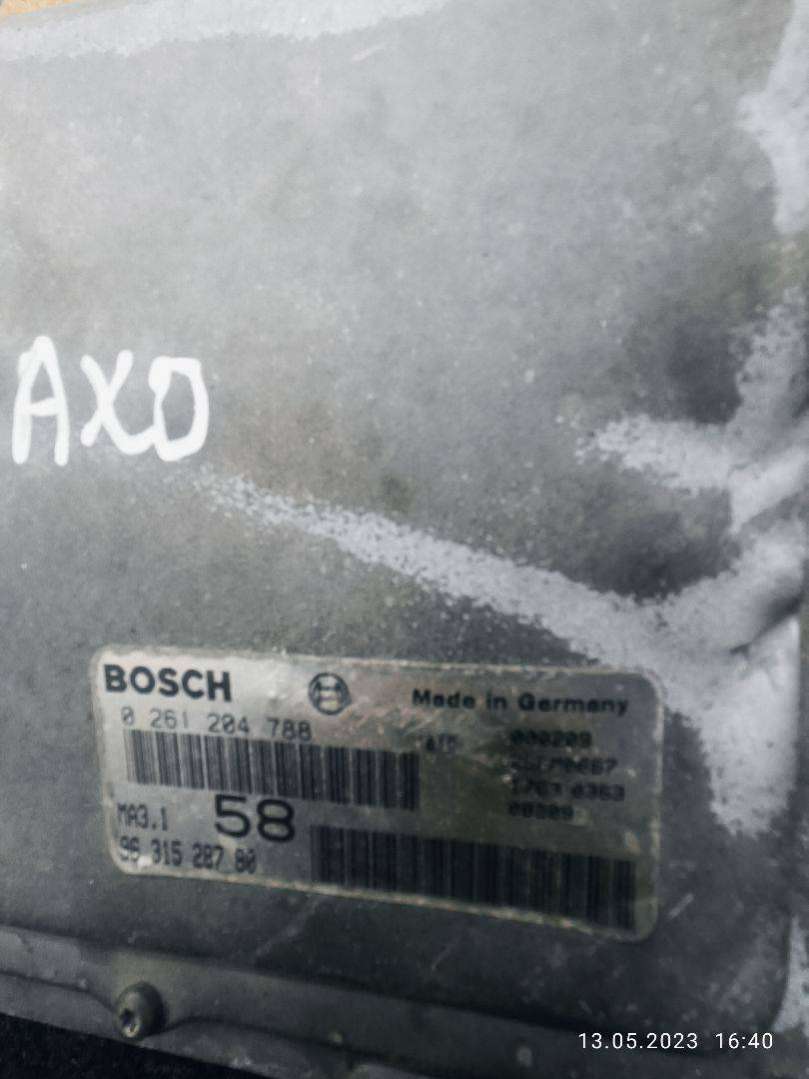 AXO
BOSCH
Made in Germany
0 261 204 788
MA3.1
58
96 315 287 80
13.05.2023 16:40